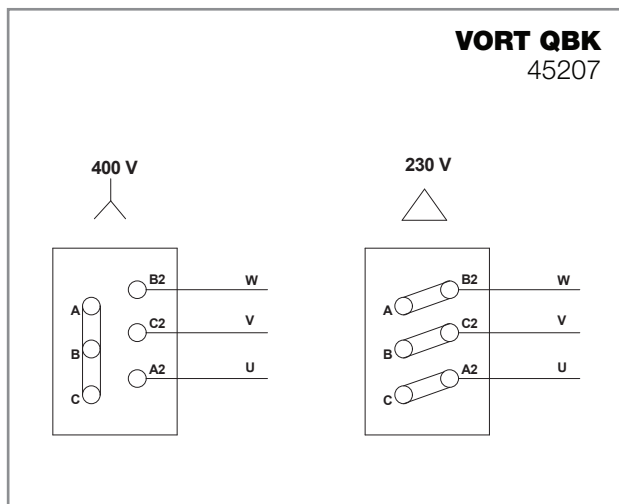 VORT QBK
45207
400 V
B2 W
A
C2 V
B
A2 U
C
230 V
B2 W
A
C2 V
B
A2 U
C